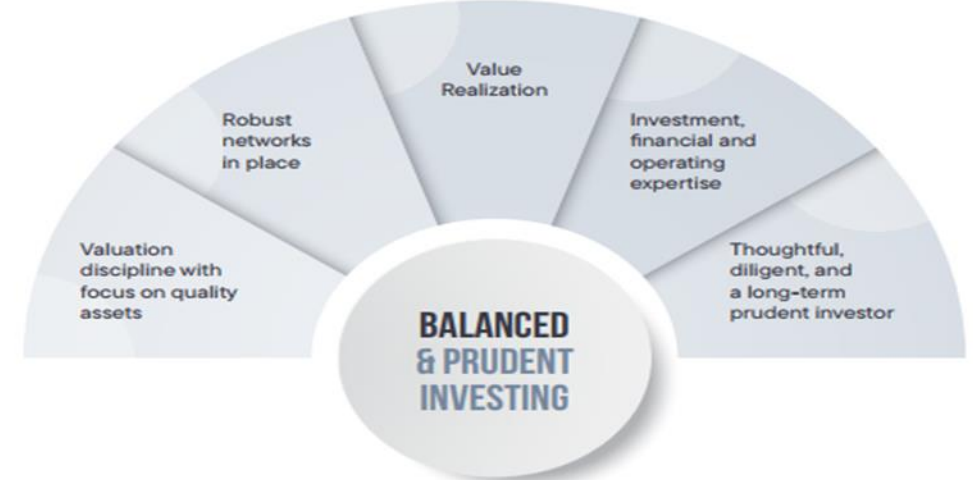 Valuation
discipline with
focus on quality
assets
Robust
networks
in place
Value
Realization
Investment,
financial and
operating
expertise
Thoughtful,
diligent, and
a long-term
prudent investor
BALANCED
& PRUDENT
INVESTING